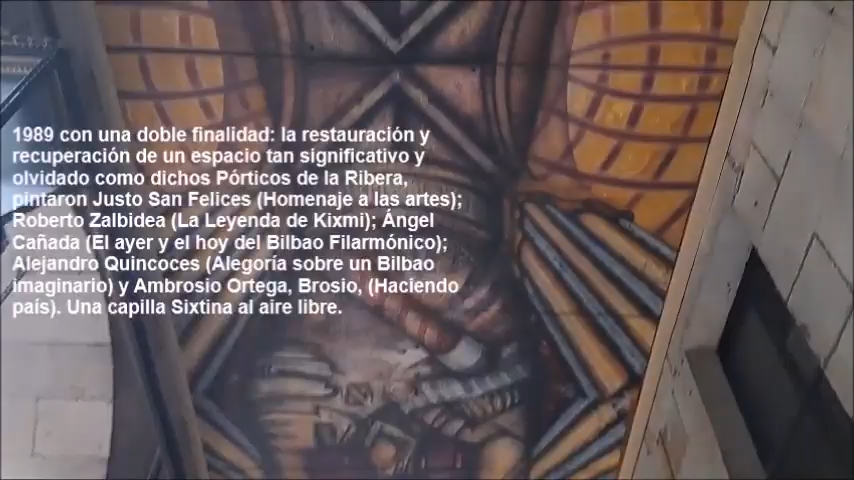 1989 con una doble finalidad: la restauración y
recuperación de un espacio tan significativo y
olvidado como dichos Pórticos de la Ribera,
pintaron Justo San Felices (Homenaje a las artes);
Roberto Zalbidea (La Leyenda de Kixmi); Ángel
Cañada (El ayer y el hoy del Bilbao Filarmónico);
Alejandro Quincoces (Alegoría sobre un Bilbao
imaginario) y Ambrosio Ortega, Brosio, (Haciendo
país). Una capilla Sixtina al aire libre.